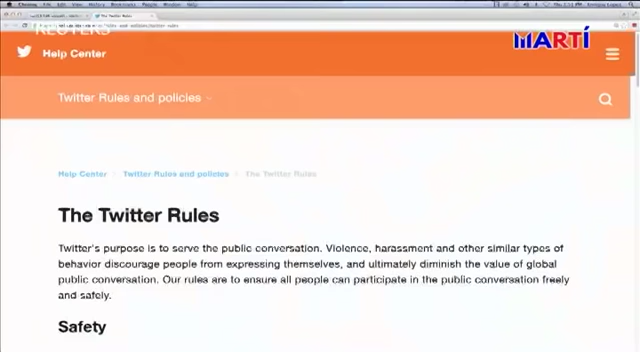 REUTERS
MARTÍ
Help Center
Twitter Rules and policies
Help Center
Twitter Rules and policies
The Twitter Rules
The Twitter Rules
Twitter's purpose is to serve the public conversation. Violence, harassment and other similar types of
behavior discourage people from expressing themselves, and ultimately diminish the value of global
public conversation. Our rules are to ensure all people can participate in the public conversation freely
and safely.
Safety